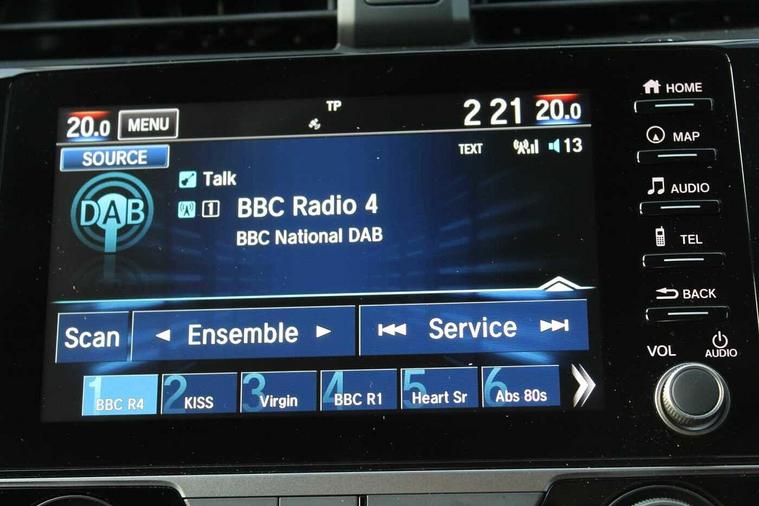 20.0 MENU TP 2 21 20.0
SOURCE TEXT 13
DAB
Talk
1 BBC Radio 4
BBC National DAB
Scan Ensemble Service
1 BBC R4 2 KISS 3 Virgin 4 BBC R1 5 Heart Sr 6 Abs 80s
HOME
MAP
AUDIO
TEL
BACK
VOL AUDIO